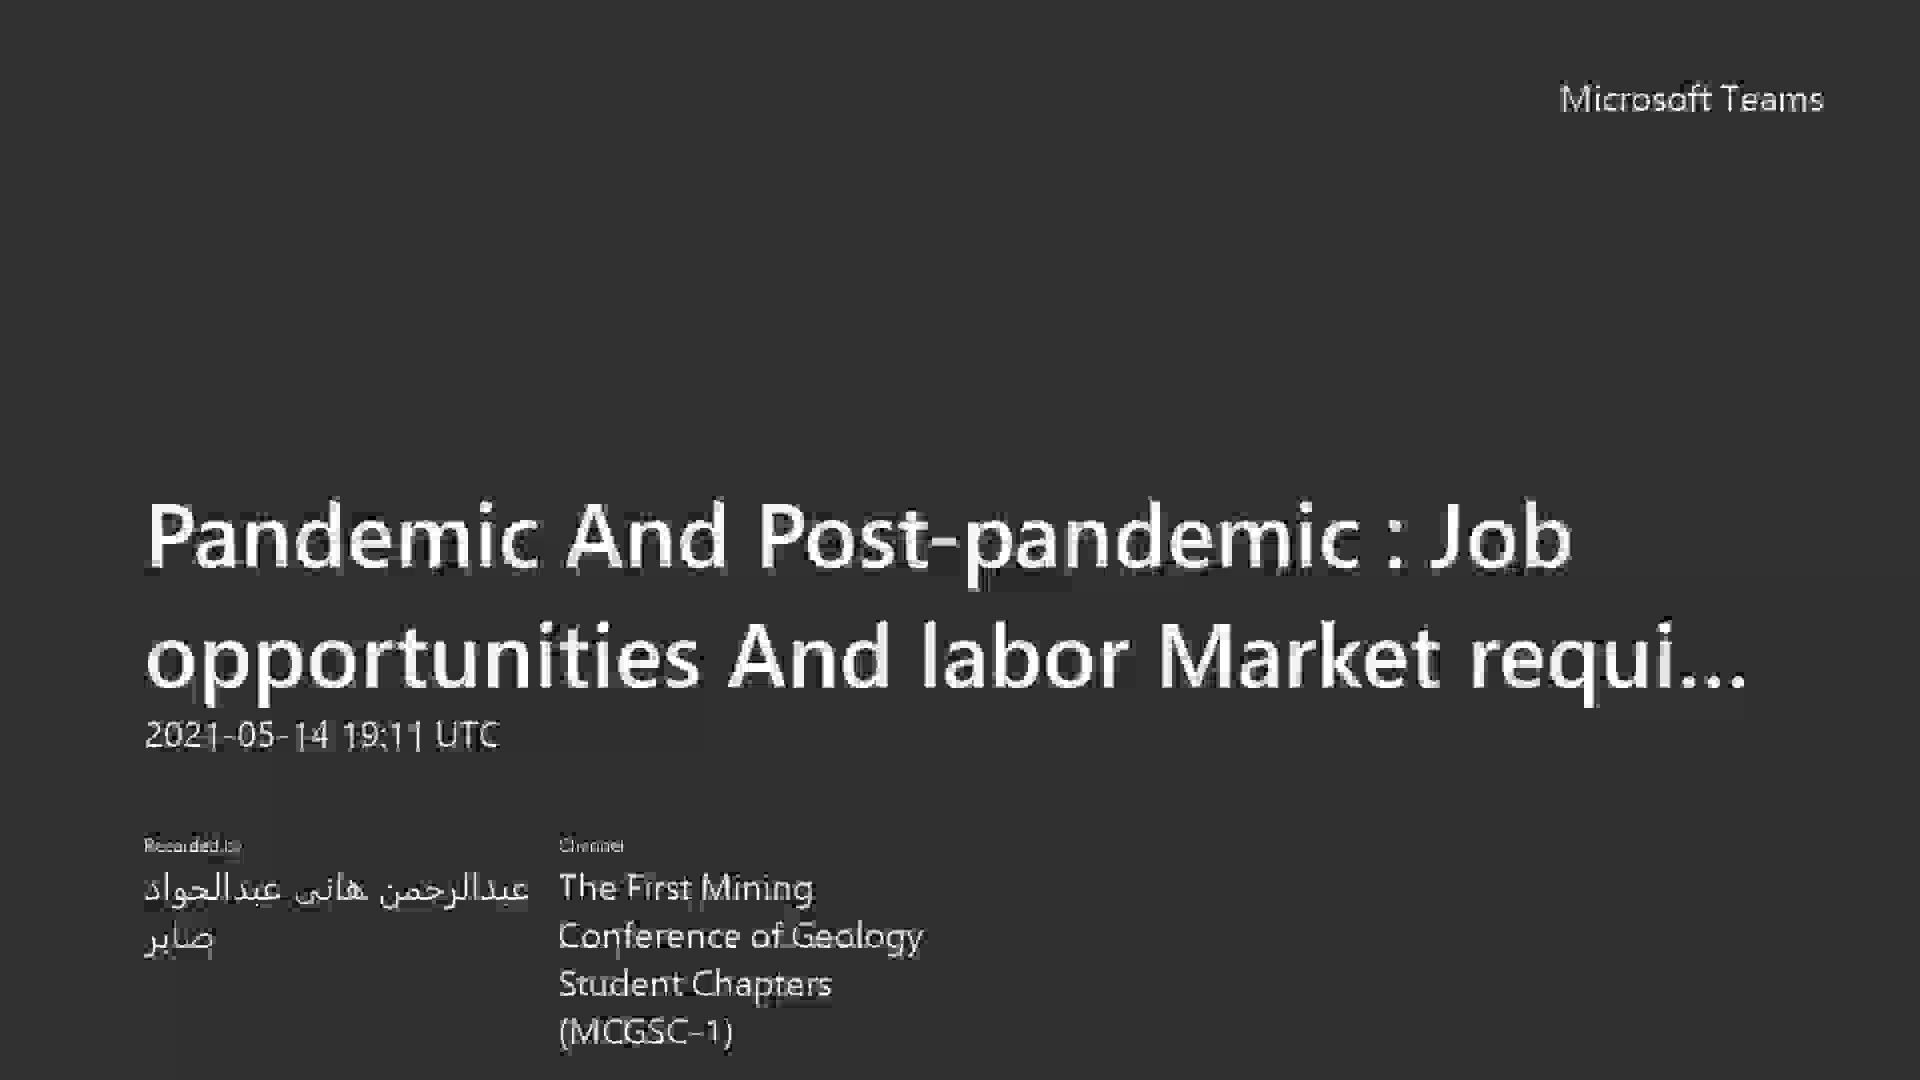 Microsoft Teams
Pandemic And Post-pandemic : Job
opportunities And labor Market requi...
2021-05-14 19:11 UTC
Recorded by
Channel
عبدالرحمن هانى عبدالجواد
صابر
The First Mining
Conference of Geology
Student Chapters
(MCGSC-1)